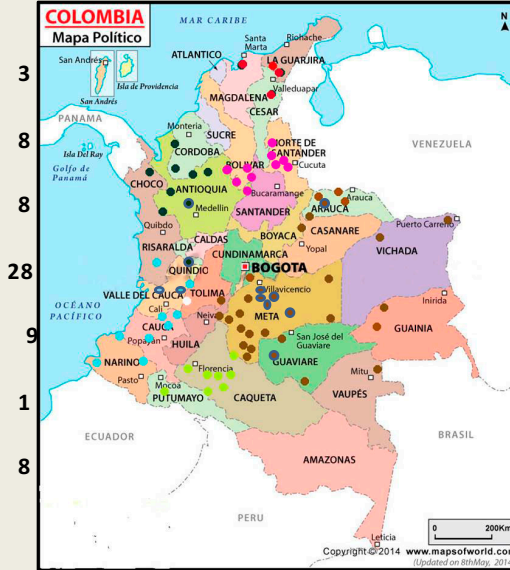 COLOMBIA
Mapa Político
MAR CARIBE
Santa
Marta
Riohache
N
ATLANTICO
LA GUARJIRA
San Andrés
Isla de Providencia
San Andrés
3
MAGDALENA
Valleduapar
CESAR
PANAMA
Monteria
SUCRE
8
Isla Del Ray
CORDOBA
NORTE DE
SANTANDER
VENEZUELA
Golfo de
Panamá
BOLIVAR
Cucuta
CHOCO
ANTIOQUIA
Bucaramange
8
Medellin
SANTANDER
ARAUCA
Arauca
Quibdo
BOYACA
CASANARE
Puerto Carreño
RISARALDA
CALDAS
Yopal
VICHADA
CUNDINAMARCA
28
QUINDIO
BOGOTA
OCÉANO
PACÍFICO
VALLE DEL CAUCA
TOLIMA
Villavicencio
Inirida
Cali
META
CAUCA
Neiva
GUAINIA
9
Popayan
HUILA
San José del
Guaviare
NARINO
Florencia
GUAVIARE
Pasto
Mocoa
Mitu
1
PUTUMAYO
CAQUETA
VAUPÉS
ECUADOR
BRASIL
8
AMAZONAS
PERU
Leticia
0 200Km
Copyright © 2014 www.mapsofworld.com
(Updated on 8thMay, 2014